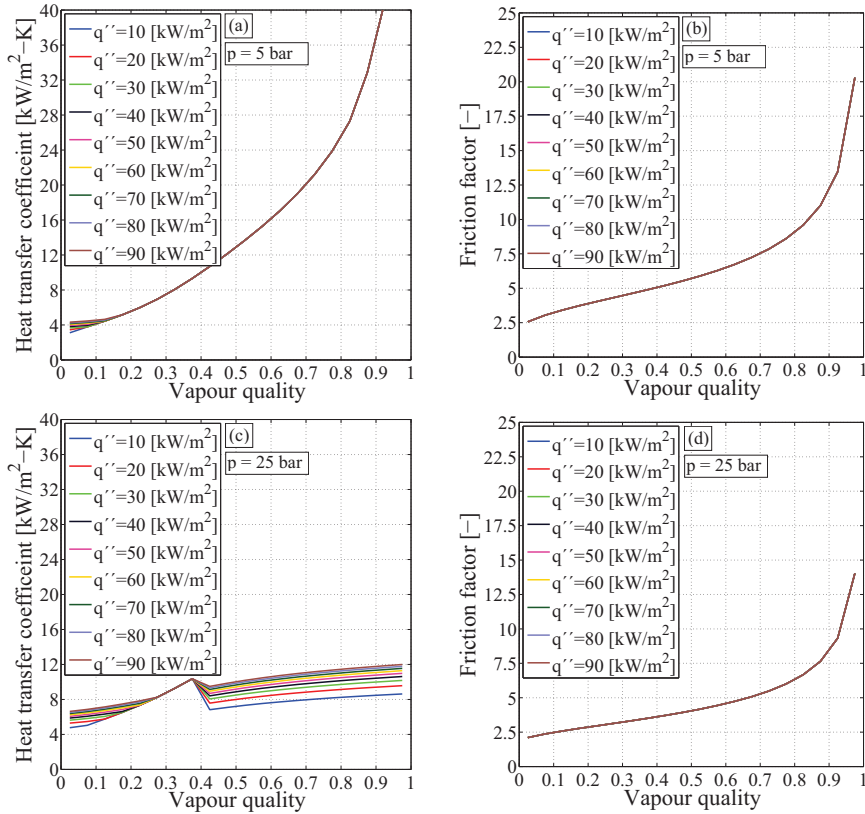 Heat transfer coefficeint [kW/m²−K]
40
36
32
28
24
20
16
12
8
4
0
q´´=10 [kW/m²]
q´´=20 [kW/m²]
q´´=30 [kW/m²]
q´´=40 [kW/m²]
q´´=50 [kW/m²]
q´´=60 [kW/m²]
q´´=70 [kW/m²]
q´´=80 [kW/m²]
q´´=90 [kW/m²]
(a)
p = 5 bar
0 0.1 0.2 0.3 0.4 0.5 0.6 0.7 0.8 0.9 1
Vapour quality
Friction factor [−]
25
22.5
20
17.5
15
12.5
10
7.5
5
2.5
0
q´´=10 [kW/m²]
q´´=20 [kW/m²]
q´´=30 [kW/m²]
q´´=40 [kW/m²]
q´´=50 [kW/m²]
q´´=60 [kW/m²]
q´´=70 [kW/m²]
q´´=80 [kW/m²]
q´´=90 [kW/m²]
(b)
p = 5 bar
0 0.1 0.2 0.3 0.4 0.5 0.6 0.7 0.8 0.9 1
Vapour quality
Heat transfer coefficeint [kW/m²−K]
40
36
32
28
24
20
16
12
8
4
0
q´´=10 [kW/m²]
q´´=20 [kW/m²]
q´´=30 [kW/m²]
q´´=40 [kW/m²]
q´´=50 [kW/m²]
q´´=60 [kW/m²]
q´´=70 [kW/m²]
q´´=80 [kW/m²]
q´´=90 [kW/m²]
(c)
p = 25 bar
0 0.1 0.2 0.3 0.4 0.5 0.6 0.7 0.8 0.9 1
Vapour quality
Friction factor [−]
25
22.5
20
17.5
15
12.5
10
7.5
5
2.5
0
q´´=10 [kW/m²]
q´´=20 [kW/m²]
q´´=30 [kW/m²]
q´´=40 [kW/m²]
q´´=50 [kW/m²]
q´´=60 [kW/m²]
q´´=70 [kW/m²]
q´´=80 [kW/m²]
q´´=90 [kW/m²]
(d)
p = 25 bar
0 0.1 0.2 0.3 0.4 0.5 0.6 0.7 0.8 0.9 1
Vapour quality